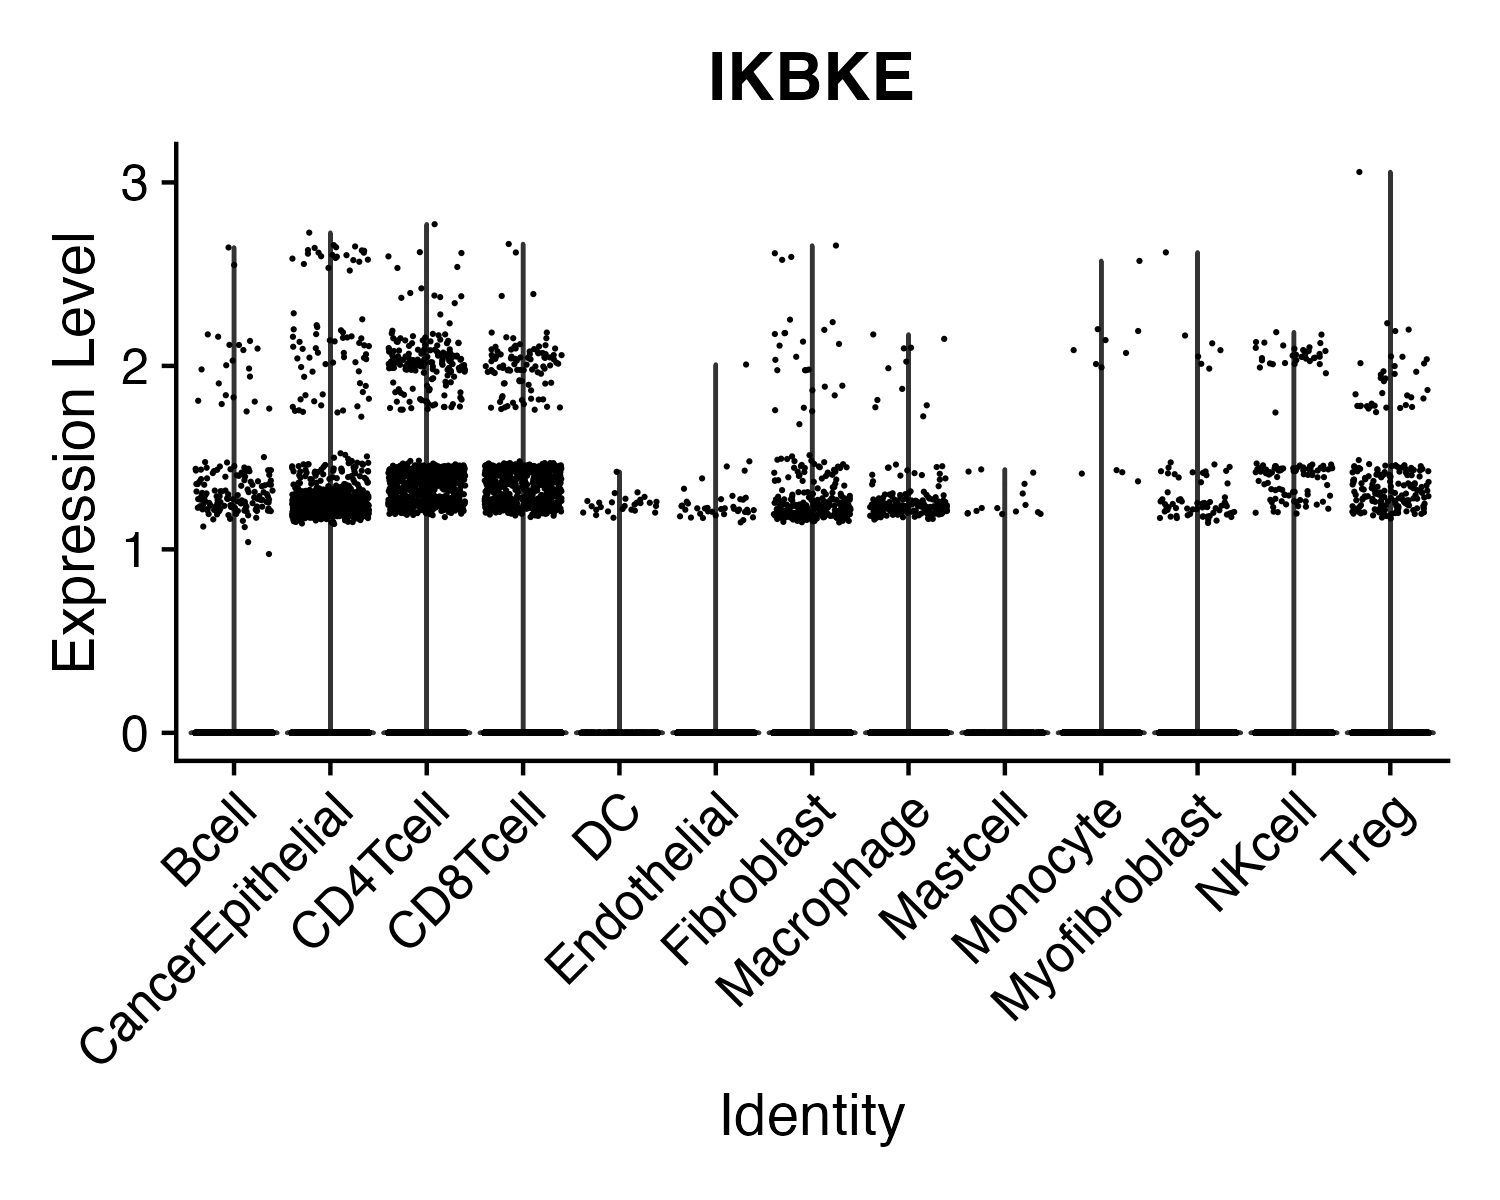 IKBKE
Expression Level
3
2
1
0
Bcell
CancerEpithelial
CD4Tcell
CD8Tcell
DC
Endothelial
Fibroblast
Macrophage
Mastcell
Monocyte
Myofibroblast
NKcell
Treg
Identity